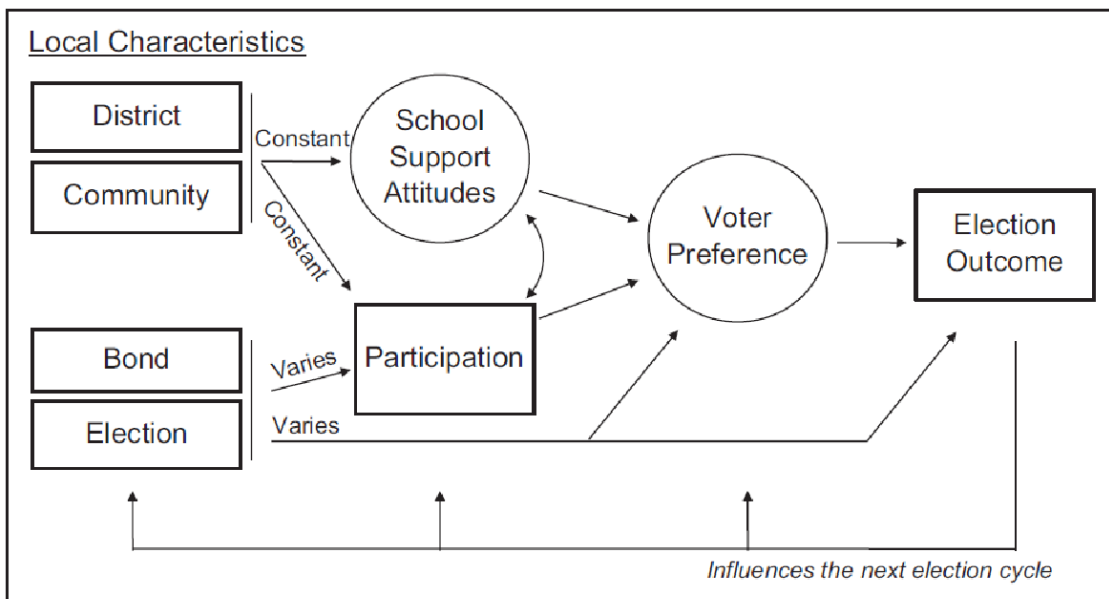 Local Characteristics
District
Community
Constant
Constant
School
Support
Attitudes
Voter
Preference
Election
Outcome
Bond
Election
Varies
Varies
Participation
Influences the next election cycle